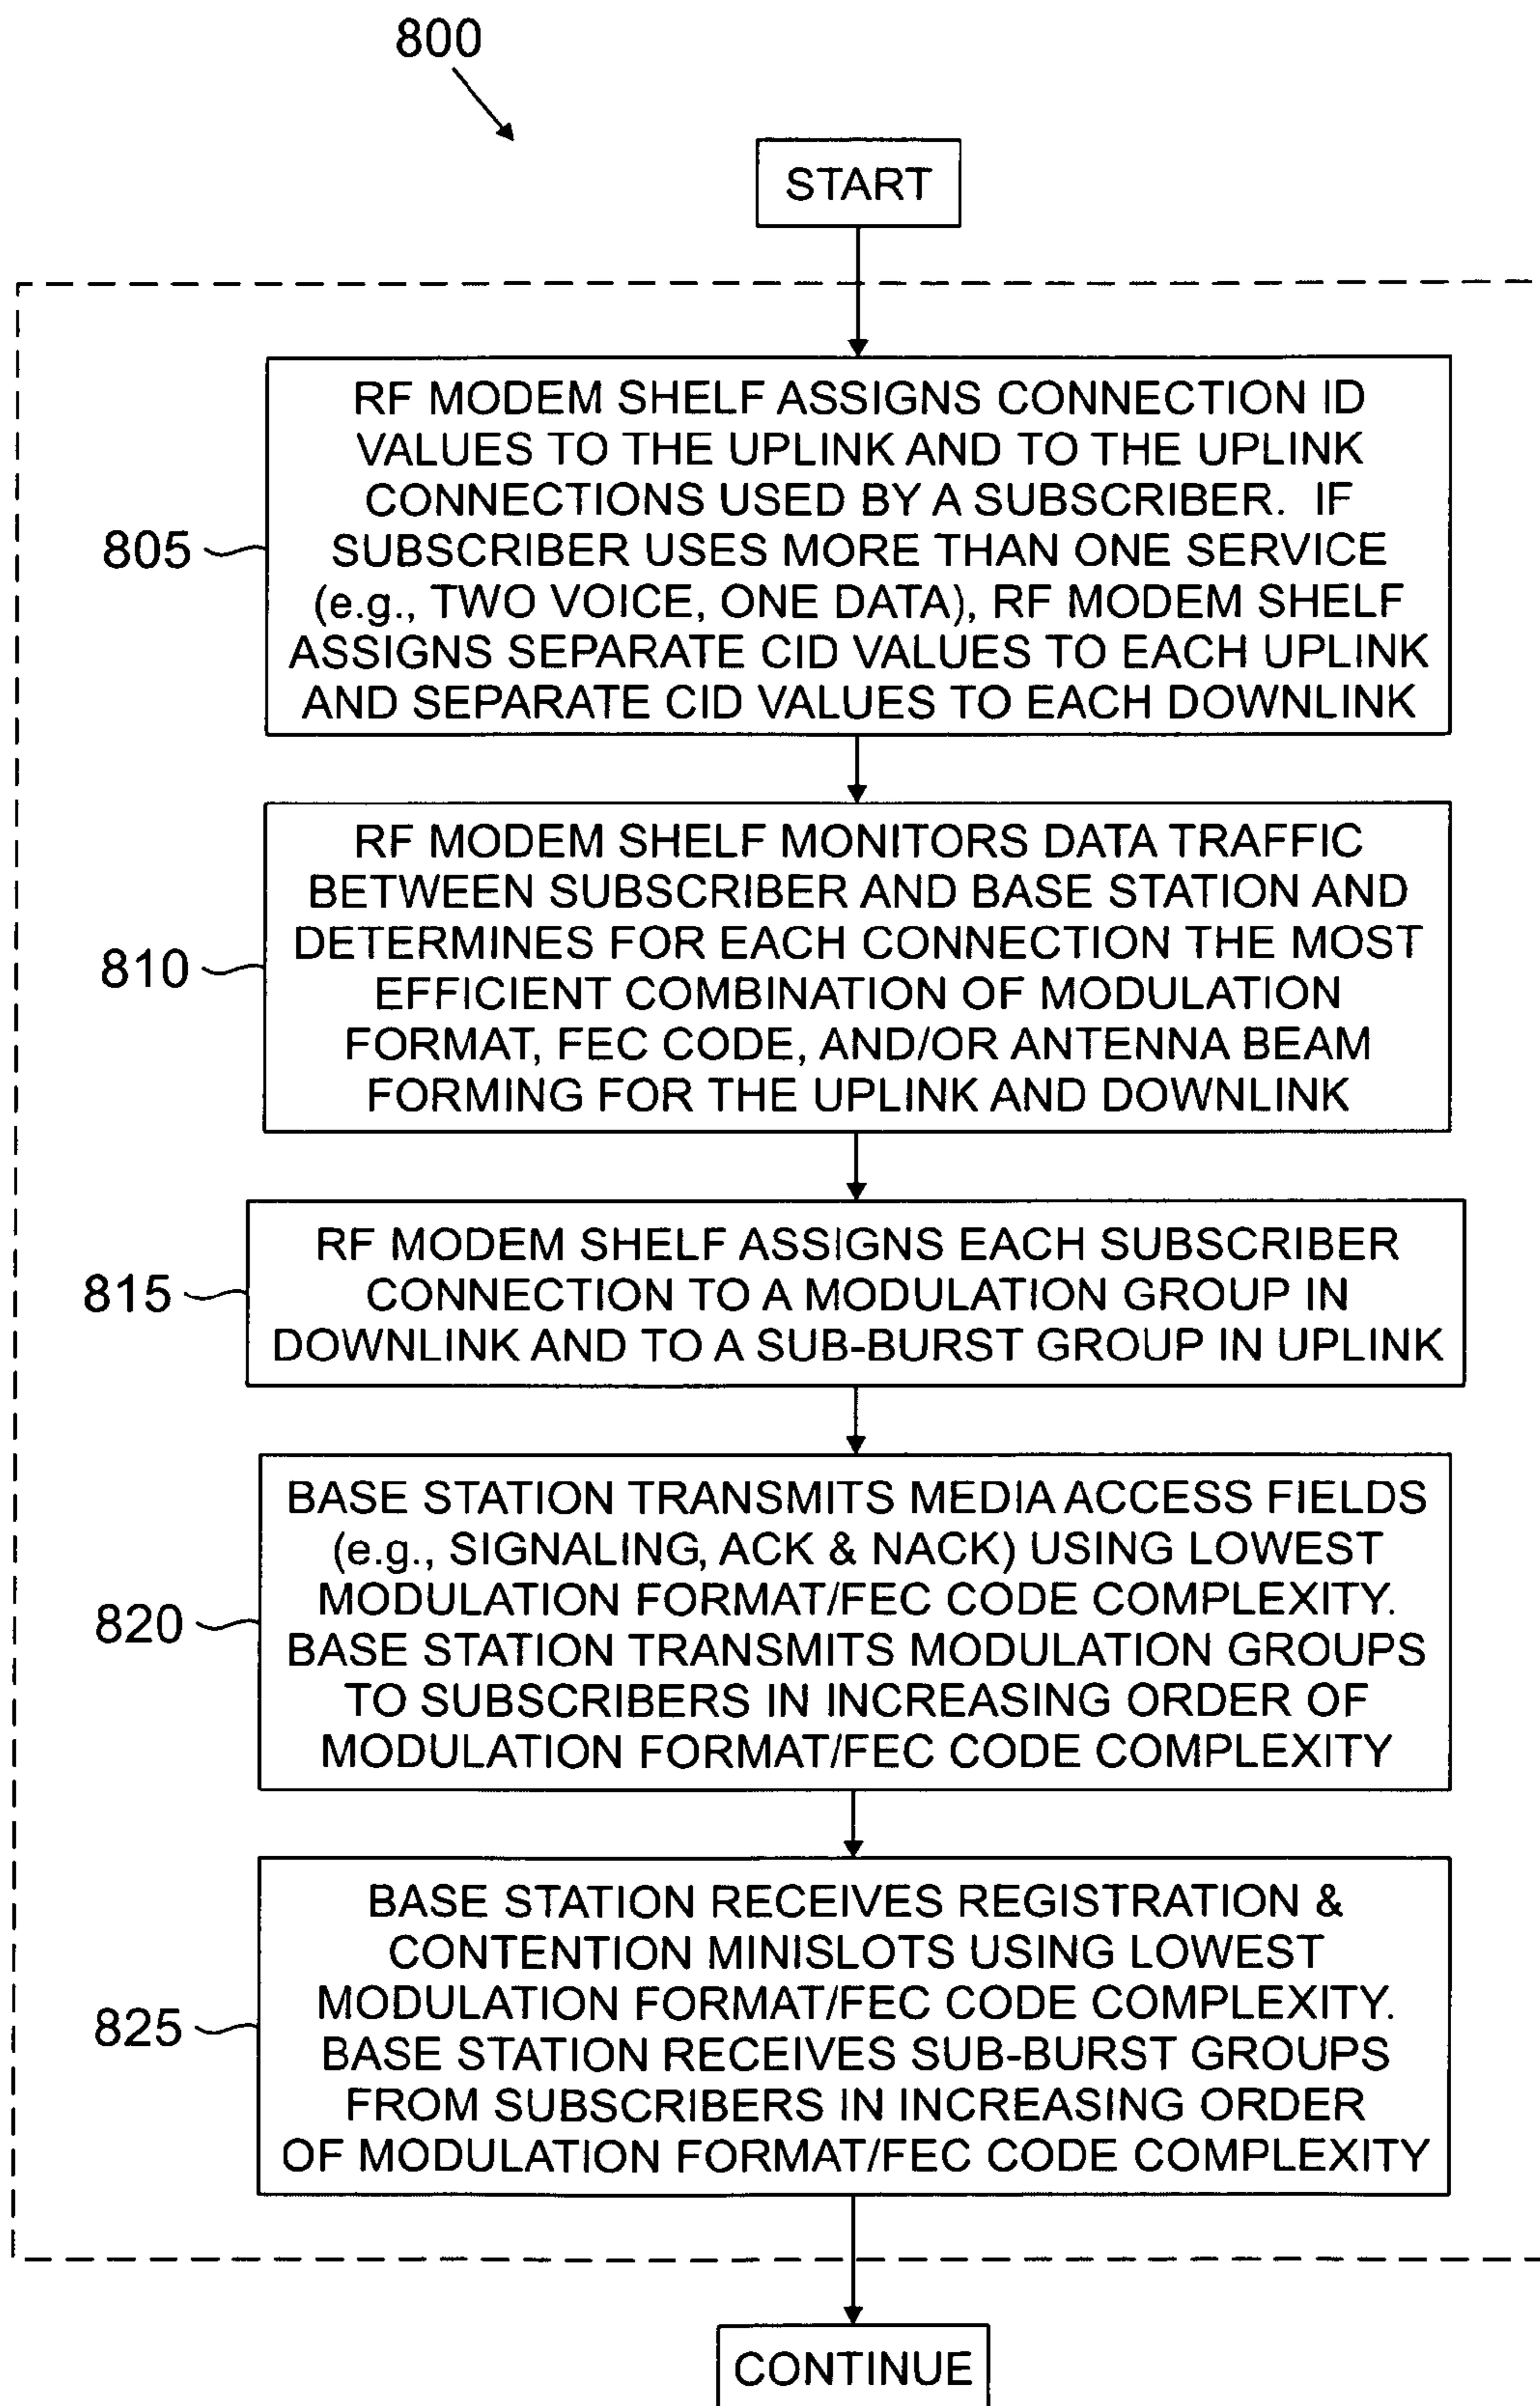 800
START
805
RF MODEM SHELF ASSIGNS CONNECTION ID
VALUES TO THE UPLINK AND TO THE UPLINK
CONNECTIONS USED BY A SUBSCRIBER. IF
SUBSCRIBER USES MORE THAN ONE SERVICE
(e.g., TWO VOICE, ONE DATA), RF MODEM SHELF
ASSIGNS SEPARATE CID VALUES TO EACH UPLINK
AND SEPARATE CID VALUES TO EACH DOWNLINK
810
RF MODEM SHELF MONITORS DATA TRAFFIC
BETWEEN SUBSCRIBER AND BASE STATION AND
DETERMINES FOR EACH CONNECTION THE MOST
EFFICIENT COMBINATION OF MODULATION
FORMAT, FEC CODE, AND/OR ANTENNA BEAM
FORMING FOR THE UPLINK AND DOWNLINK
815
RF MODEM SHELF ASSIGNS EACH SUBSCRIBER
CONNECTION TO A MODULATION GROUP IN
DOWNLINK AND TO A SUB-BURST GROUP IN UPLINK
820
BASE STATION TRANSMITS MEDIA ACCESS FIELDS
(e.g., SIGNALING, ACK & NACK) USING LOWEST
MODULATION FORMAT/FEC CODE COMPLEXITY.
BASE STATION TRANSMITS MODULATION GROUPS
TO SUBSCRIBERS IN INCREASING ORDER OF
MODULATION FORMAT/FEC CODE COMPLEXITY
825
BASE STATION RECEIVES REGISTRATION &
CONTENTION MINISLOTS USING LOWEST
MODULATION FORMAT/FEC CODE COMPLEXITY.
BASE STATION RECEIVES SUB-BURST GROUPS
FROM SUBSCRIBERS IN INCREASING ORDER
OF MODULATION FORMAT/FEC CODE COMPLEXITY
CONTINUE